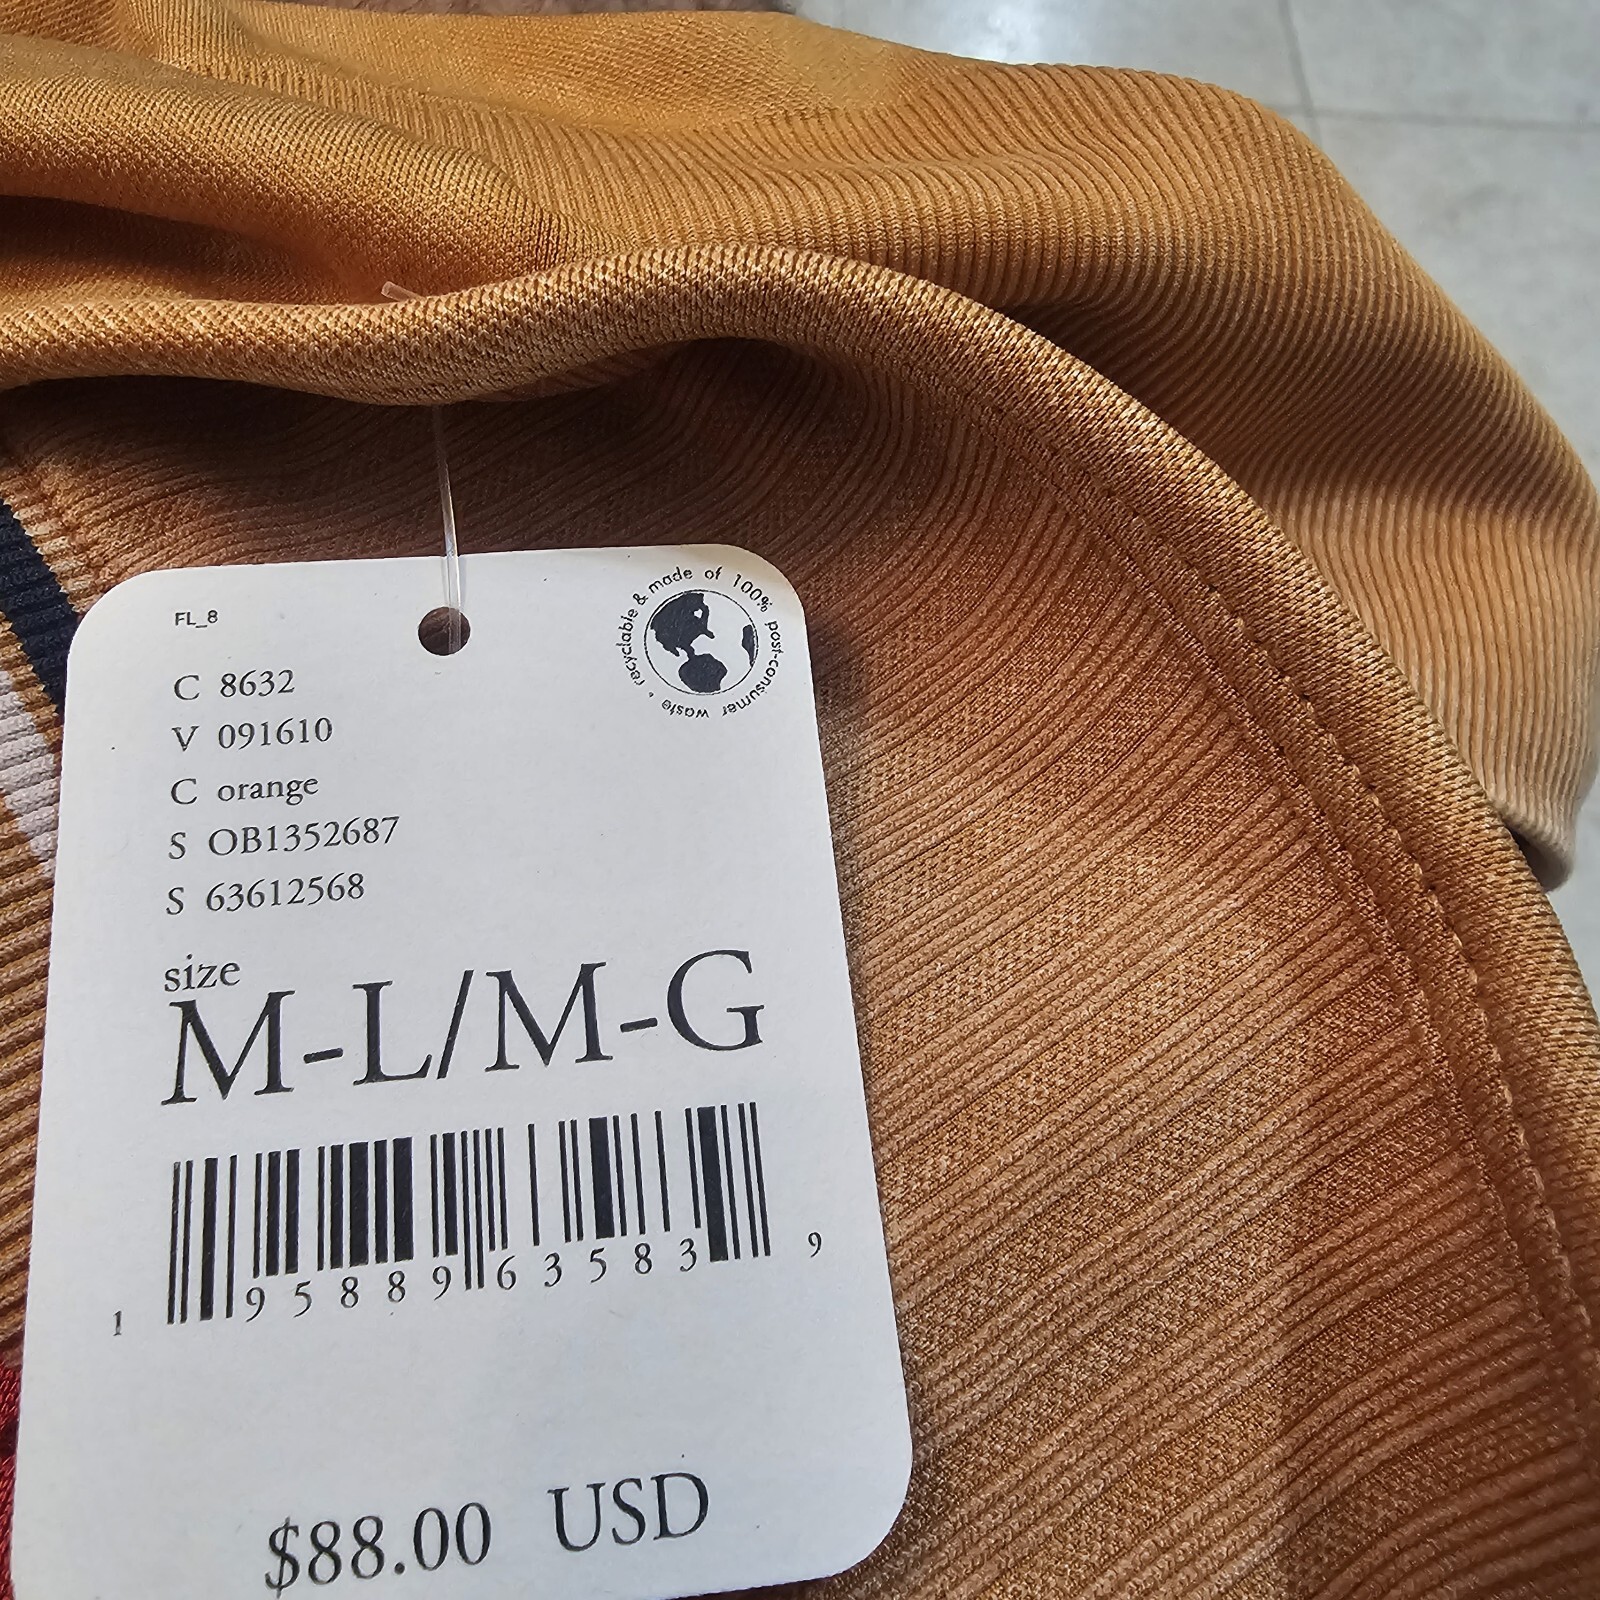 FL_8
recyclable & made of 100% post-consumer waste
C 8632
V 091610
C orange
S OB1352687
S 63612568
size
M-L/M-G
1 95889 63583 9
$88.00 USD